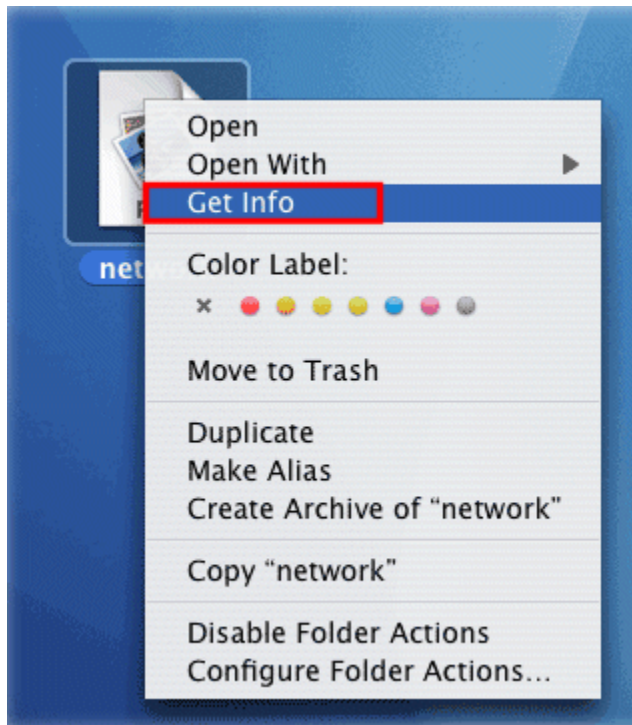 Open
Open With
Get Info
Color Label:
Move to Trash
Duplicate
Make Alias
Create Archive of “network”
Copy “network”
Disable Folder Actions
Configure Folder Actions...